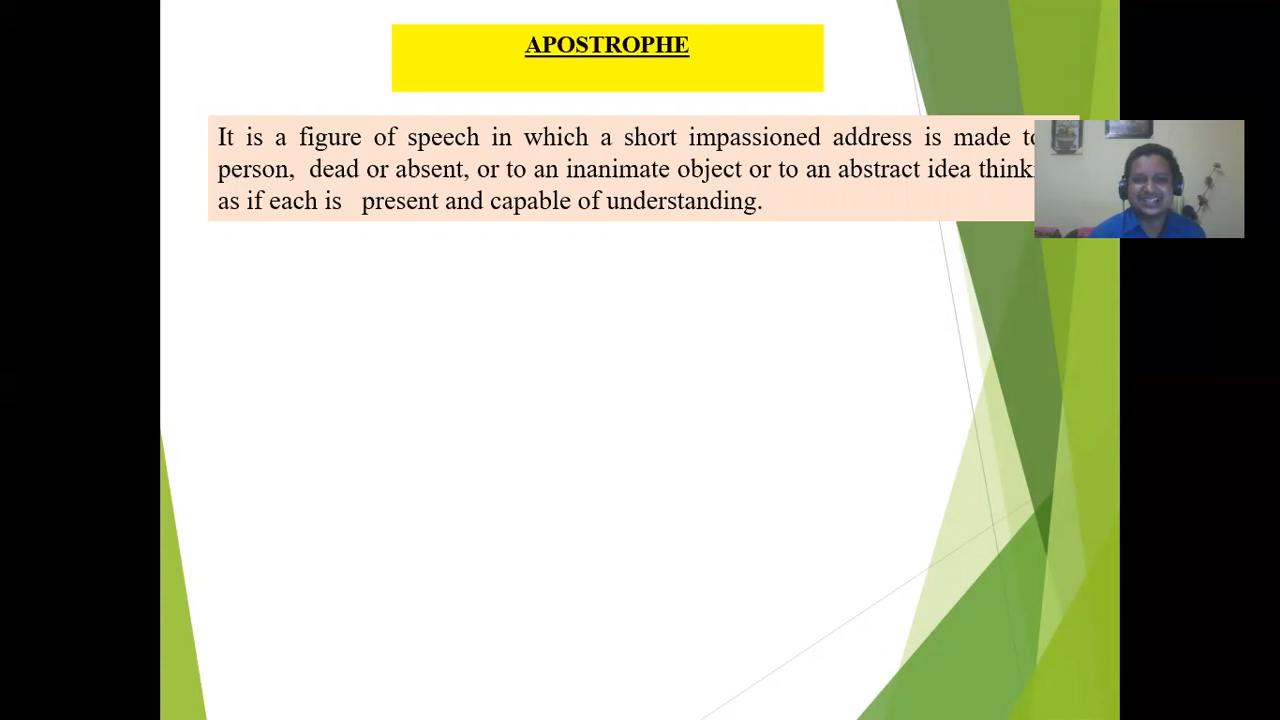 APOSTROPHE
It is a figure of speech in which a short impassioned address is made to
person, dead or absent, or to an inanimate object or to an abstract idea
as if each is present and capable of understanding.